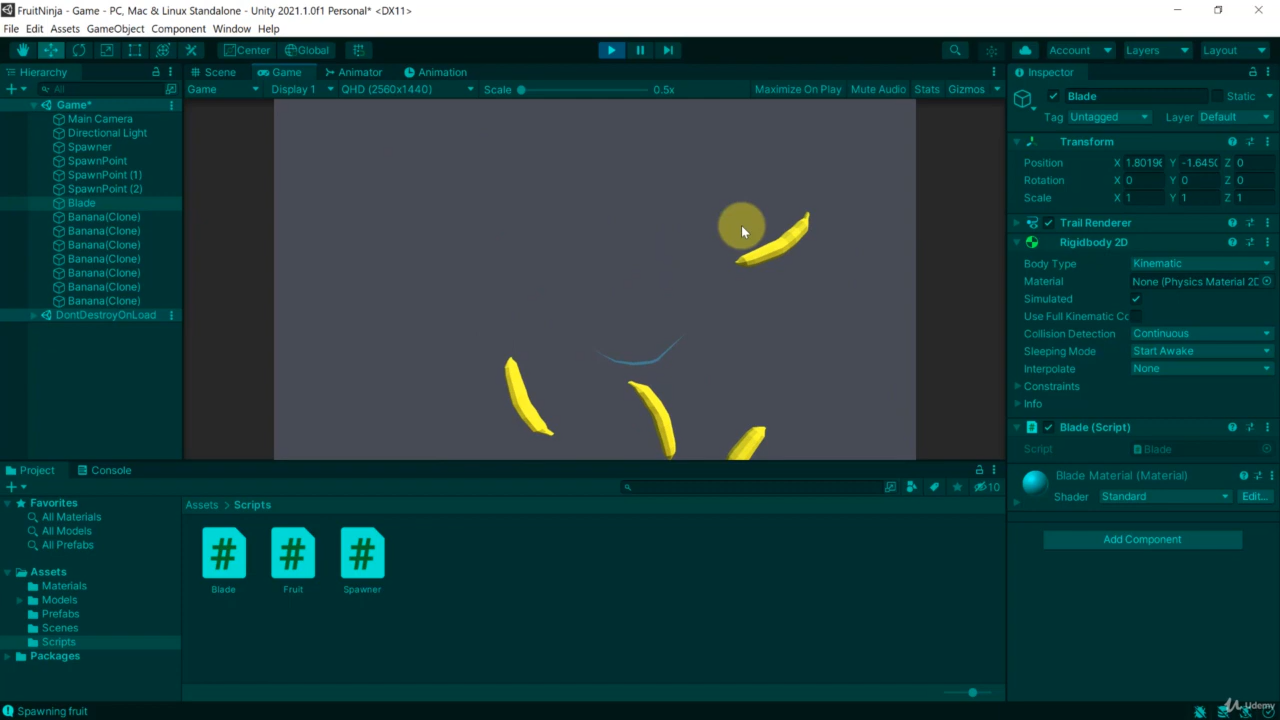 FruitNinja - Game - PC, Mac & Linux Standalone - Unity 2021.1.0f1 Personal* <DX11>
File Edit Assets GameObject Component Window Help
Center Global Account Layers Layout
Hierarchy Scene Game Animator Animation Inspector
All Game Display 1 QHD (2560x1440) Scale 0.5x Maximize On Play Mute Audio Stats Gizmos
Blade Static
Tag Untagged Layer Default
Game*
Main Camera
Directional Light
Spawner
SpawnPoint
SpawnPoint (1)
SpawnPoint (2)
Blade
Banana(Clone)
Banana(Clone)
Banana(Clone)
Banana(Clone)
Banana(Clone)
Banana(Clone)
Banana(Clone)
DontDestroyOnLoad
Transform
Position X 1.8019 Y -1.645 Z 0
Rotation X 0 Y 0 Z 0
Scale X 1 Y 1 Z 1
Trail Renderer
Rigidbody 2D
Body Type Kinematic
Material None (Physics Material 2D
Simulated
Use Full Kinematic Co
Collision Detection Continuous
Sleeping Mode Start Awake
Interpolate None
Constraints
Info
Blade (Script)
Script Blade
Blade Material (Material)
Shader Standard Edit...
Add Component
Project Console
10
Favorites
All Materials
All Models
All Prefabs
Assets
Materials
Models
Prefabs
Scenes
Scripts
Packages
Assets > Scripts
# # #
Blade Fruit Spawner
Spawning fruit
Udemy